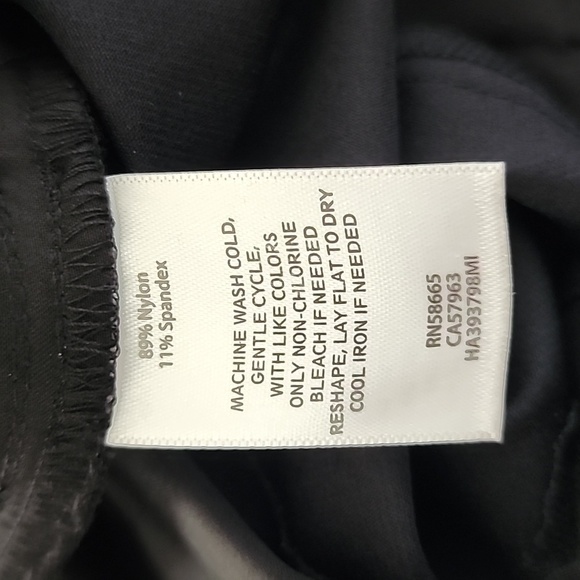 89% Nylon
11% Spandex
MACHINE WASH COLD,
GENTLE CYCLE,
WITH LIKE COLORS
ONLY NON-CHLORINE
BLEACH IF NEEDED
RESHAPE, LAY FLAT TO DRY
COOL IRON IF NEEDED
RN58665
CA57963
HA393798MI